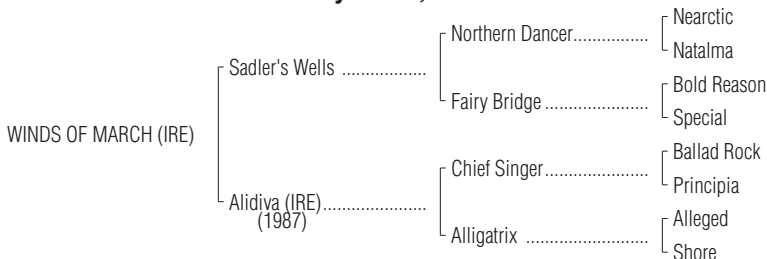 Nearctic
Northern Dancer.................
Natalma
Sadler's Wells ...................
Bold Reason
Fairy Bridge .......................
Special
WINDS OF MARCH (IRE)
Ballad Rock
Chief Singer.......................
Principia
Alidiva (IRE).......................
(1987)
Alleged
Alligatrix ...........................
Shore